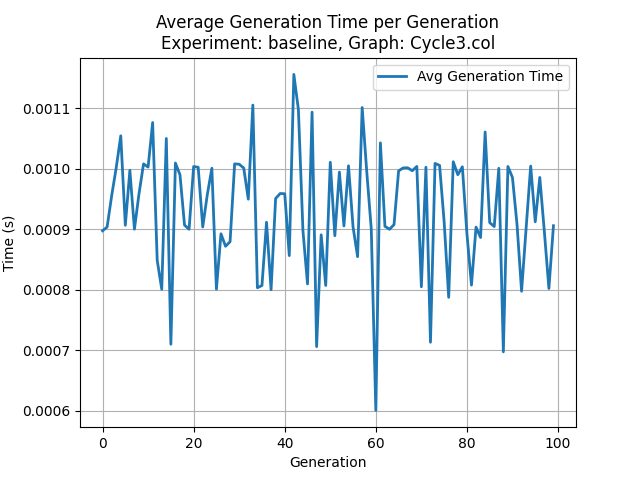 Average Generation Time per Generation
Experiment: baseline, Graph: Cycle3.col
Avg Generation Time
0.0011
0.0010
0.0009
0.0008
0.0007
0.0006
Time (s)
0 20 40 60 80 100
Generation